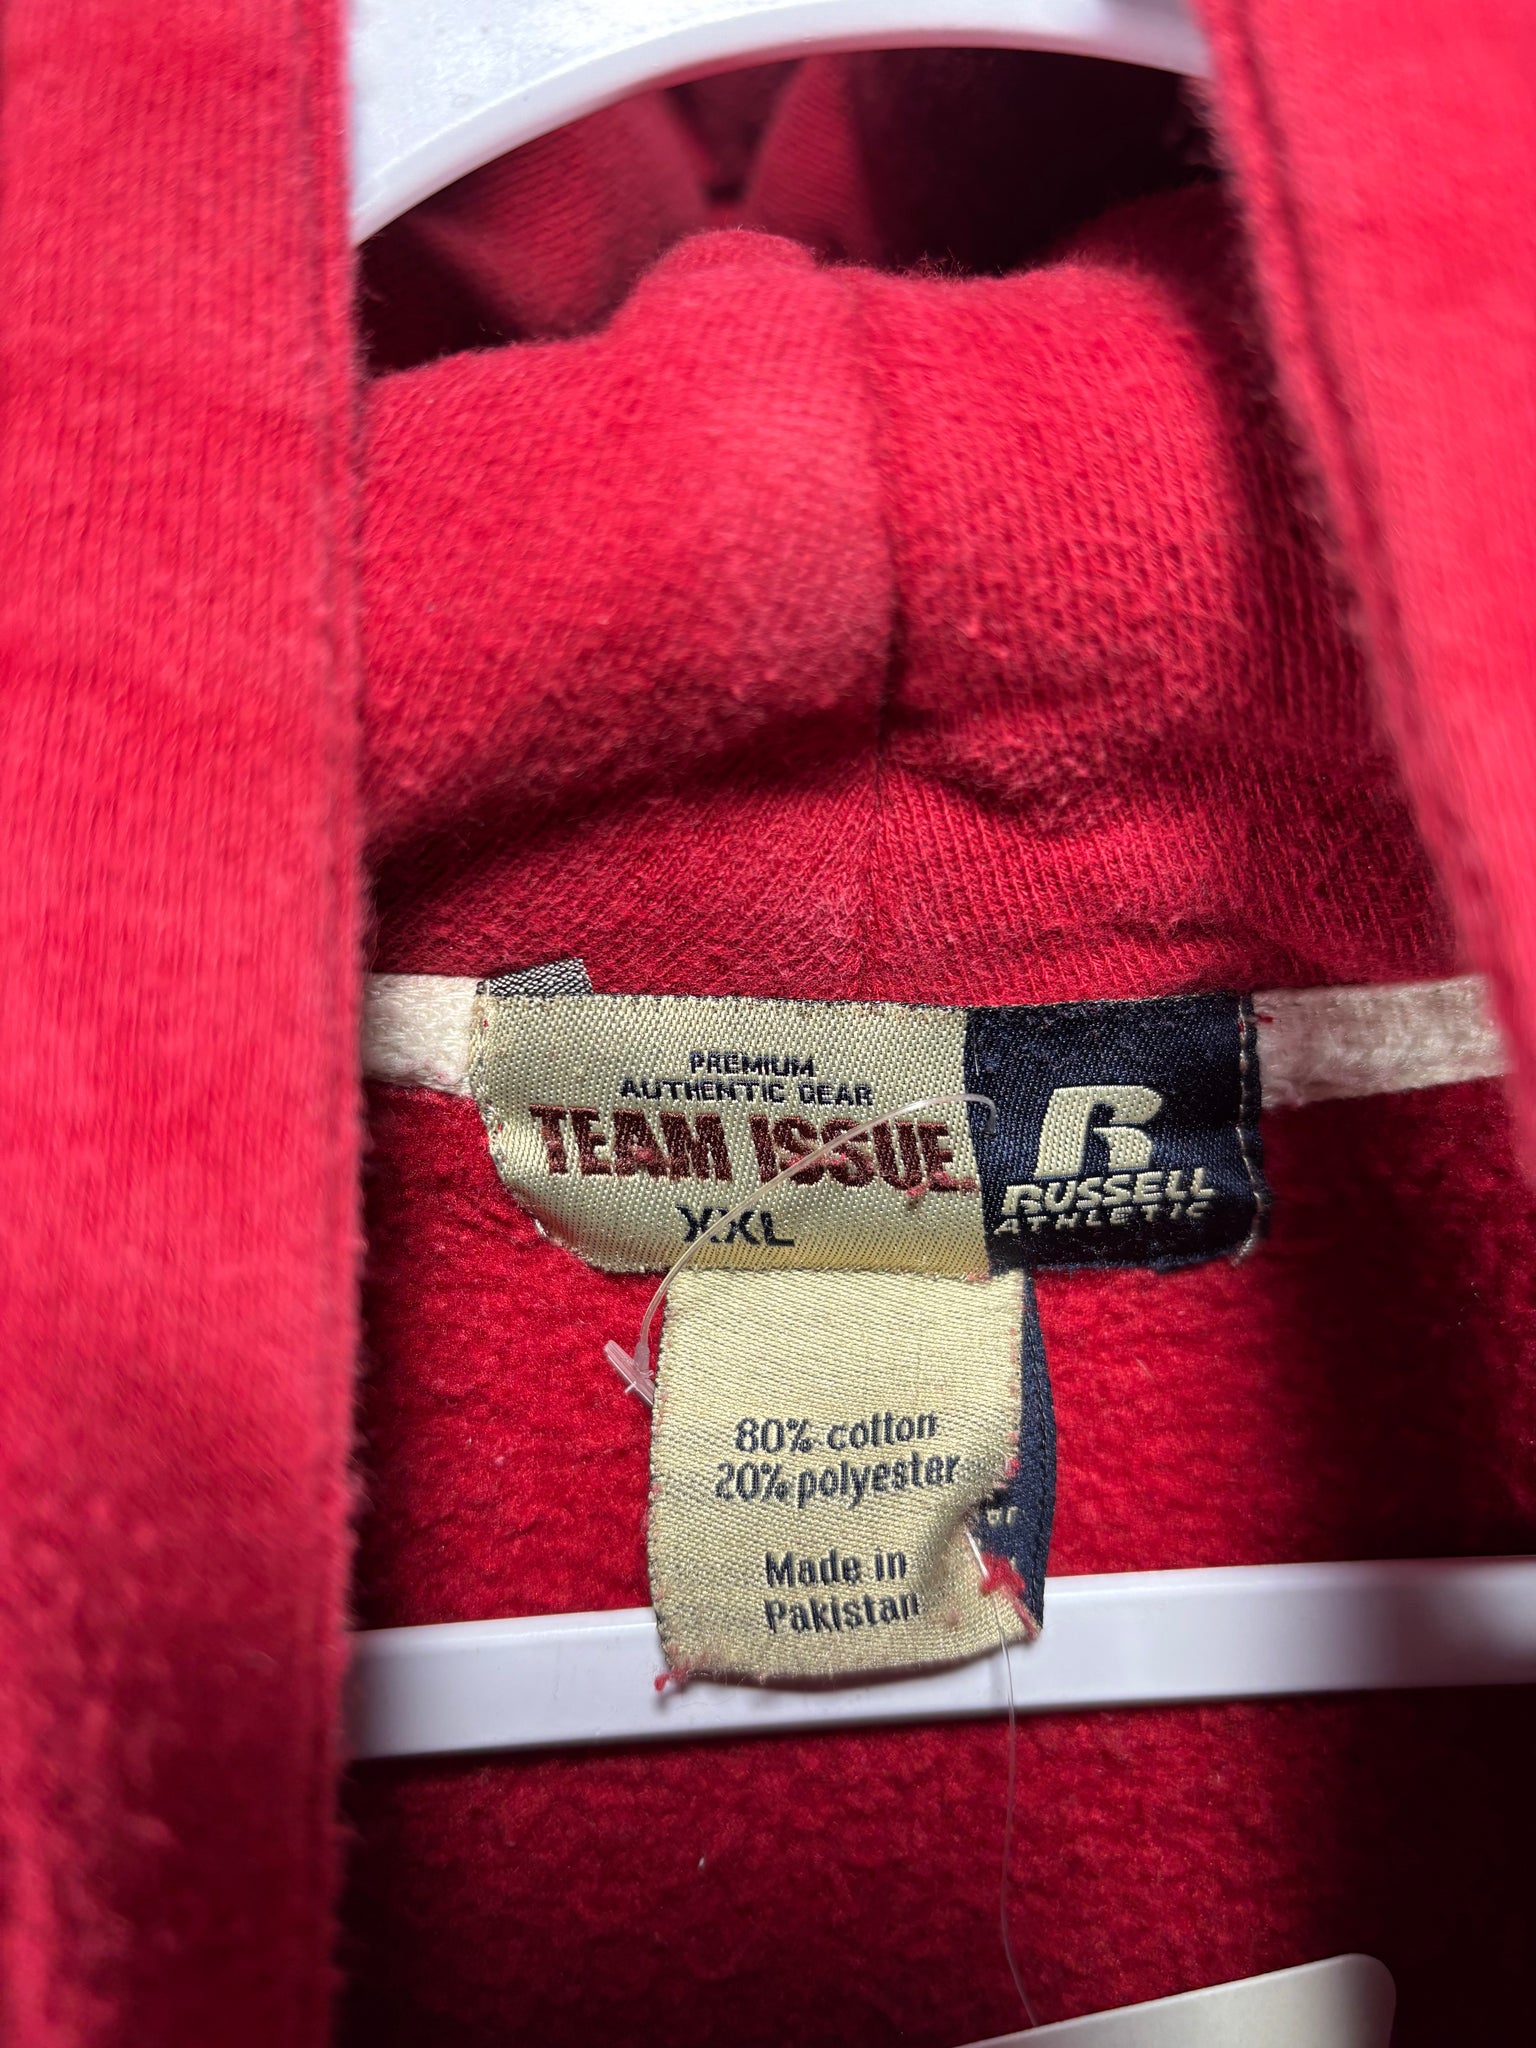 PREMIUM
AUTHENTIC GEAR
TEAM ISSUE
XXL
R
RUSSELL
ATHLETIC
80% cotton
20% polyester
Made in
Pakistan